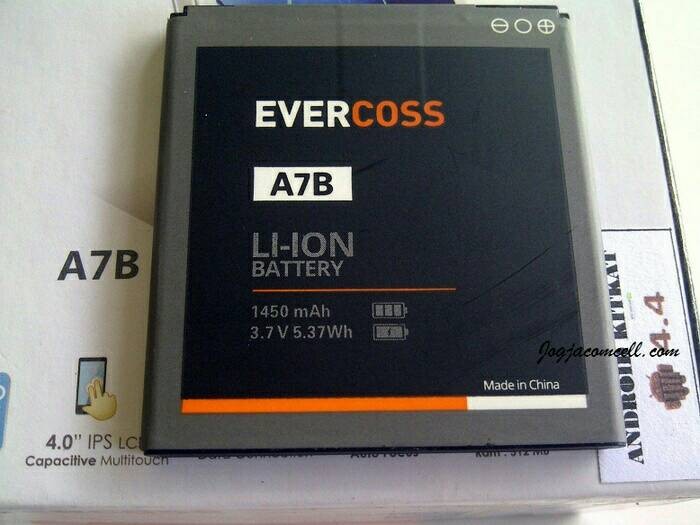 EVERCOSS
A7B
LI-ION
BATTERY
1450 mAh
3.7 V 5.37Wh
Made in China
A7B
4.0" IPS LCD
Capacitive Multitouch
ANDROID KITKAT
4.4
Jogjacomcell.com